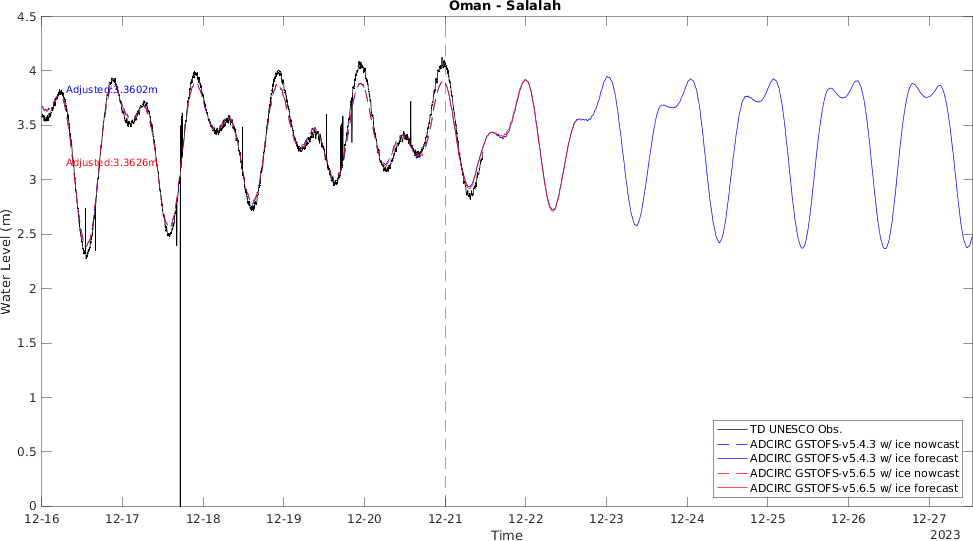 Oman - Salalah
4.5
4
3.5
3
2.5
2
1.5
1
0.5
0
Water Level (m)
Adjusted:3.3602m
Adjusted:3.3626m
TD UNESCO Obs.
ADCIRC GSTOFS-v5.4.3 w/ ice nowcast
ADCIRC GSTOFS-v5.4.3 w/ ice forecast
ADCIRC GSTOFS-v5.6.5 w/ ice nowcast
ADCIRC GSTOFS-v5.6.5 w/ ice forecast
12-16 12-17 12-18 12-19 12-20 12-21 12-22 12-23 12-24 12-25 12-26 12-27
Time
2023